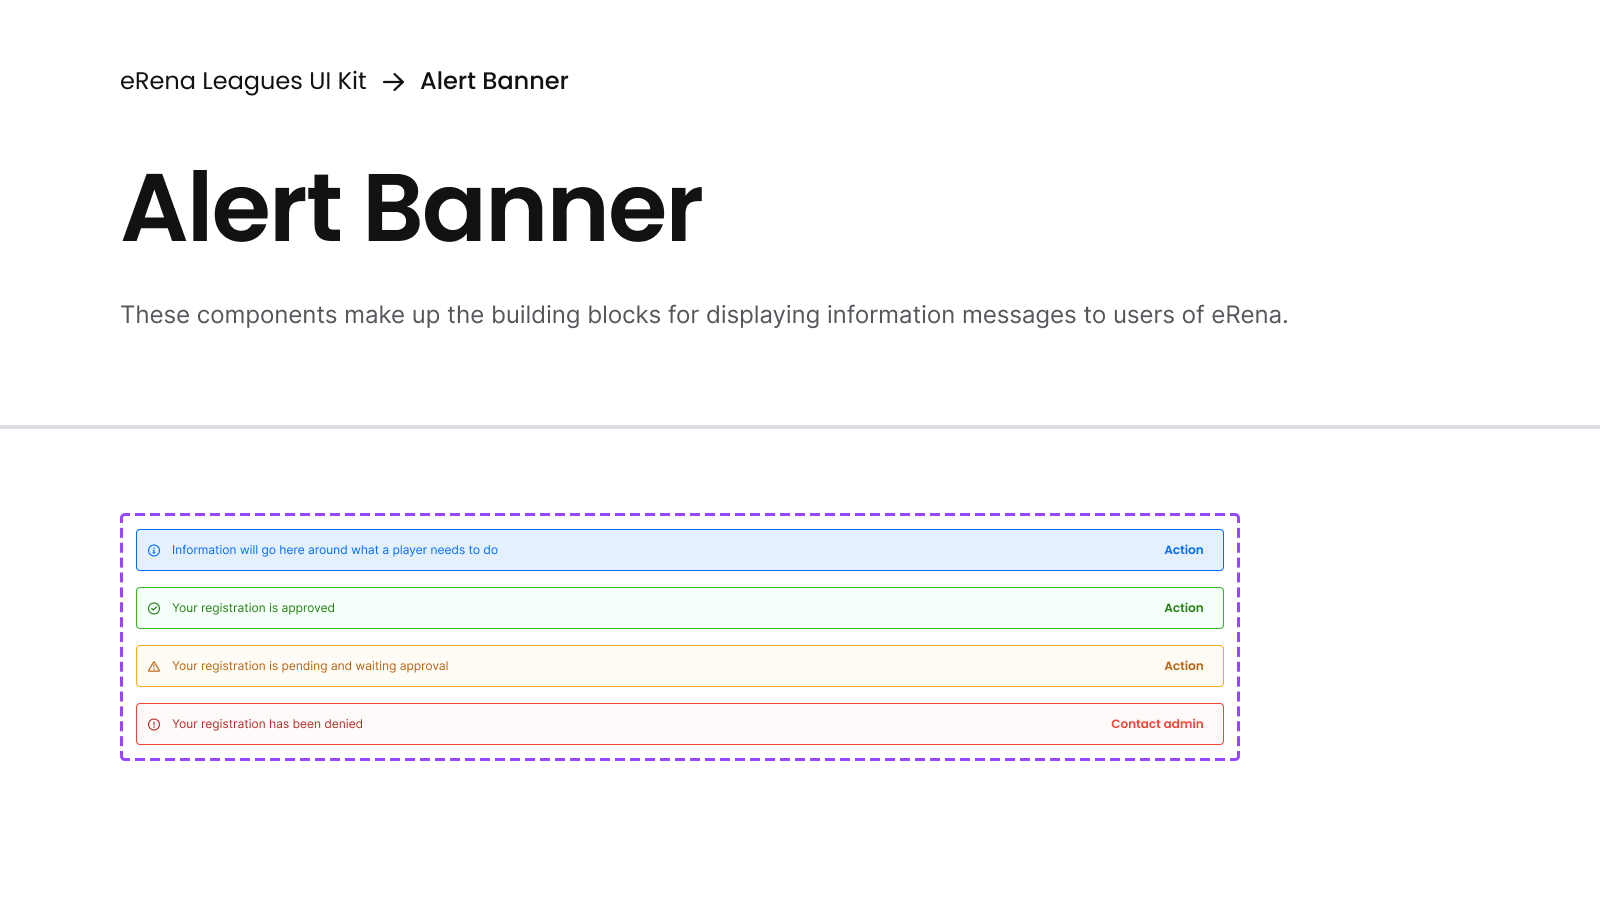 eRena Leagues UI Kit → Alert Banner
Alert Banner
These components make up the building blocks for displaying information messages to users of eRena.
Information will go here around what a player needs to do Action
Your registration is approved Action
Your registration is pending and waiting approval Action
Your registration has been denied Contact admin